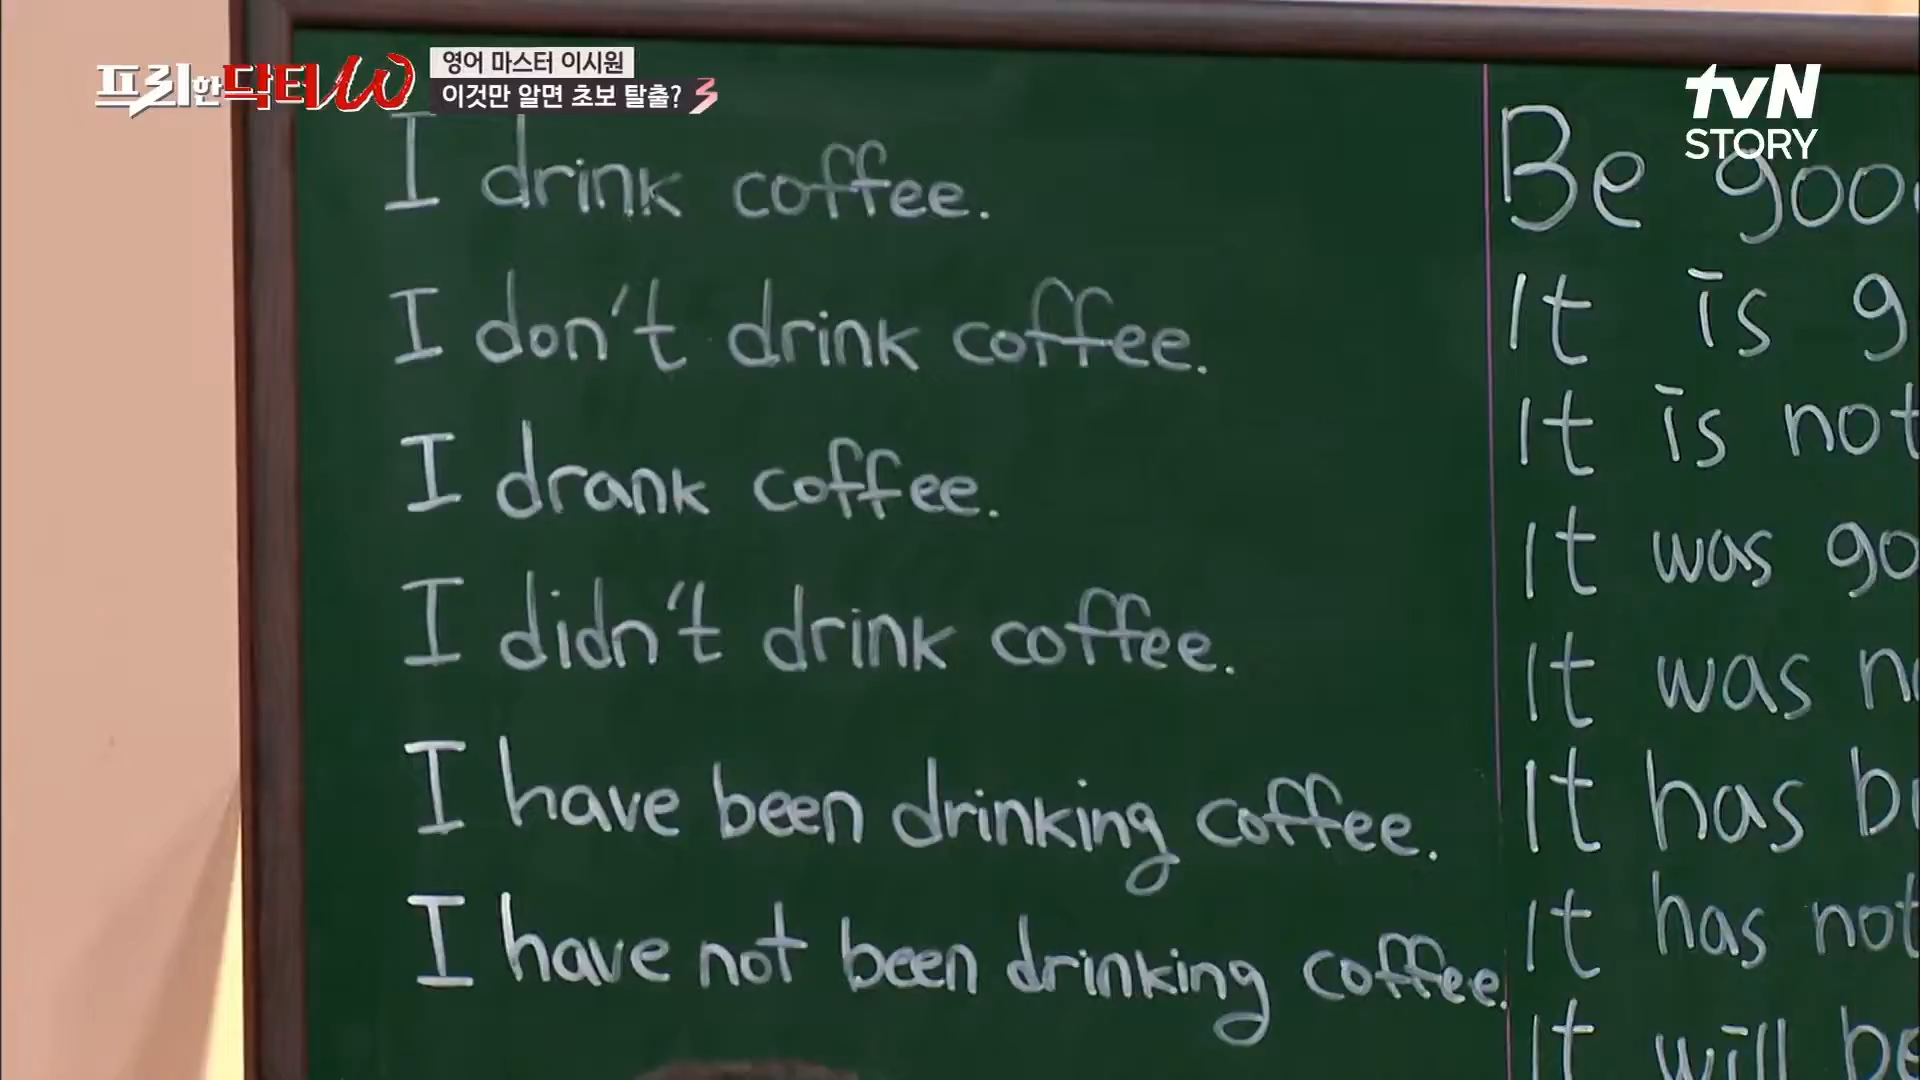 프리한닥터W
영어 마스터 이시원
이것만 알면 초보 탈출?
tvN
STORY
I drink coffee.
I don't drink coffee.
I drank coffee.
I didn't drink coffee.
I have been drinking coffee.
I have not been drinking coffee.
Be
It is
It is not
It was
It was
It has
It has not
It will be